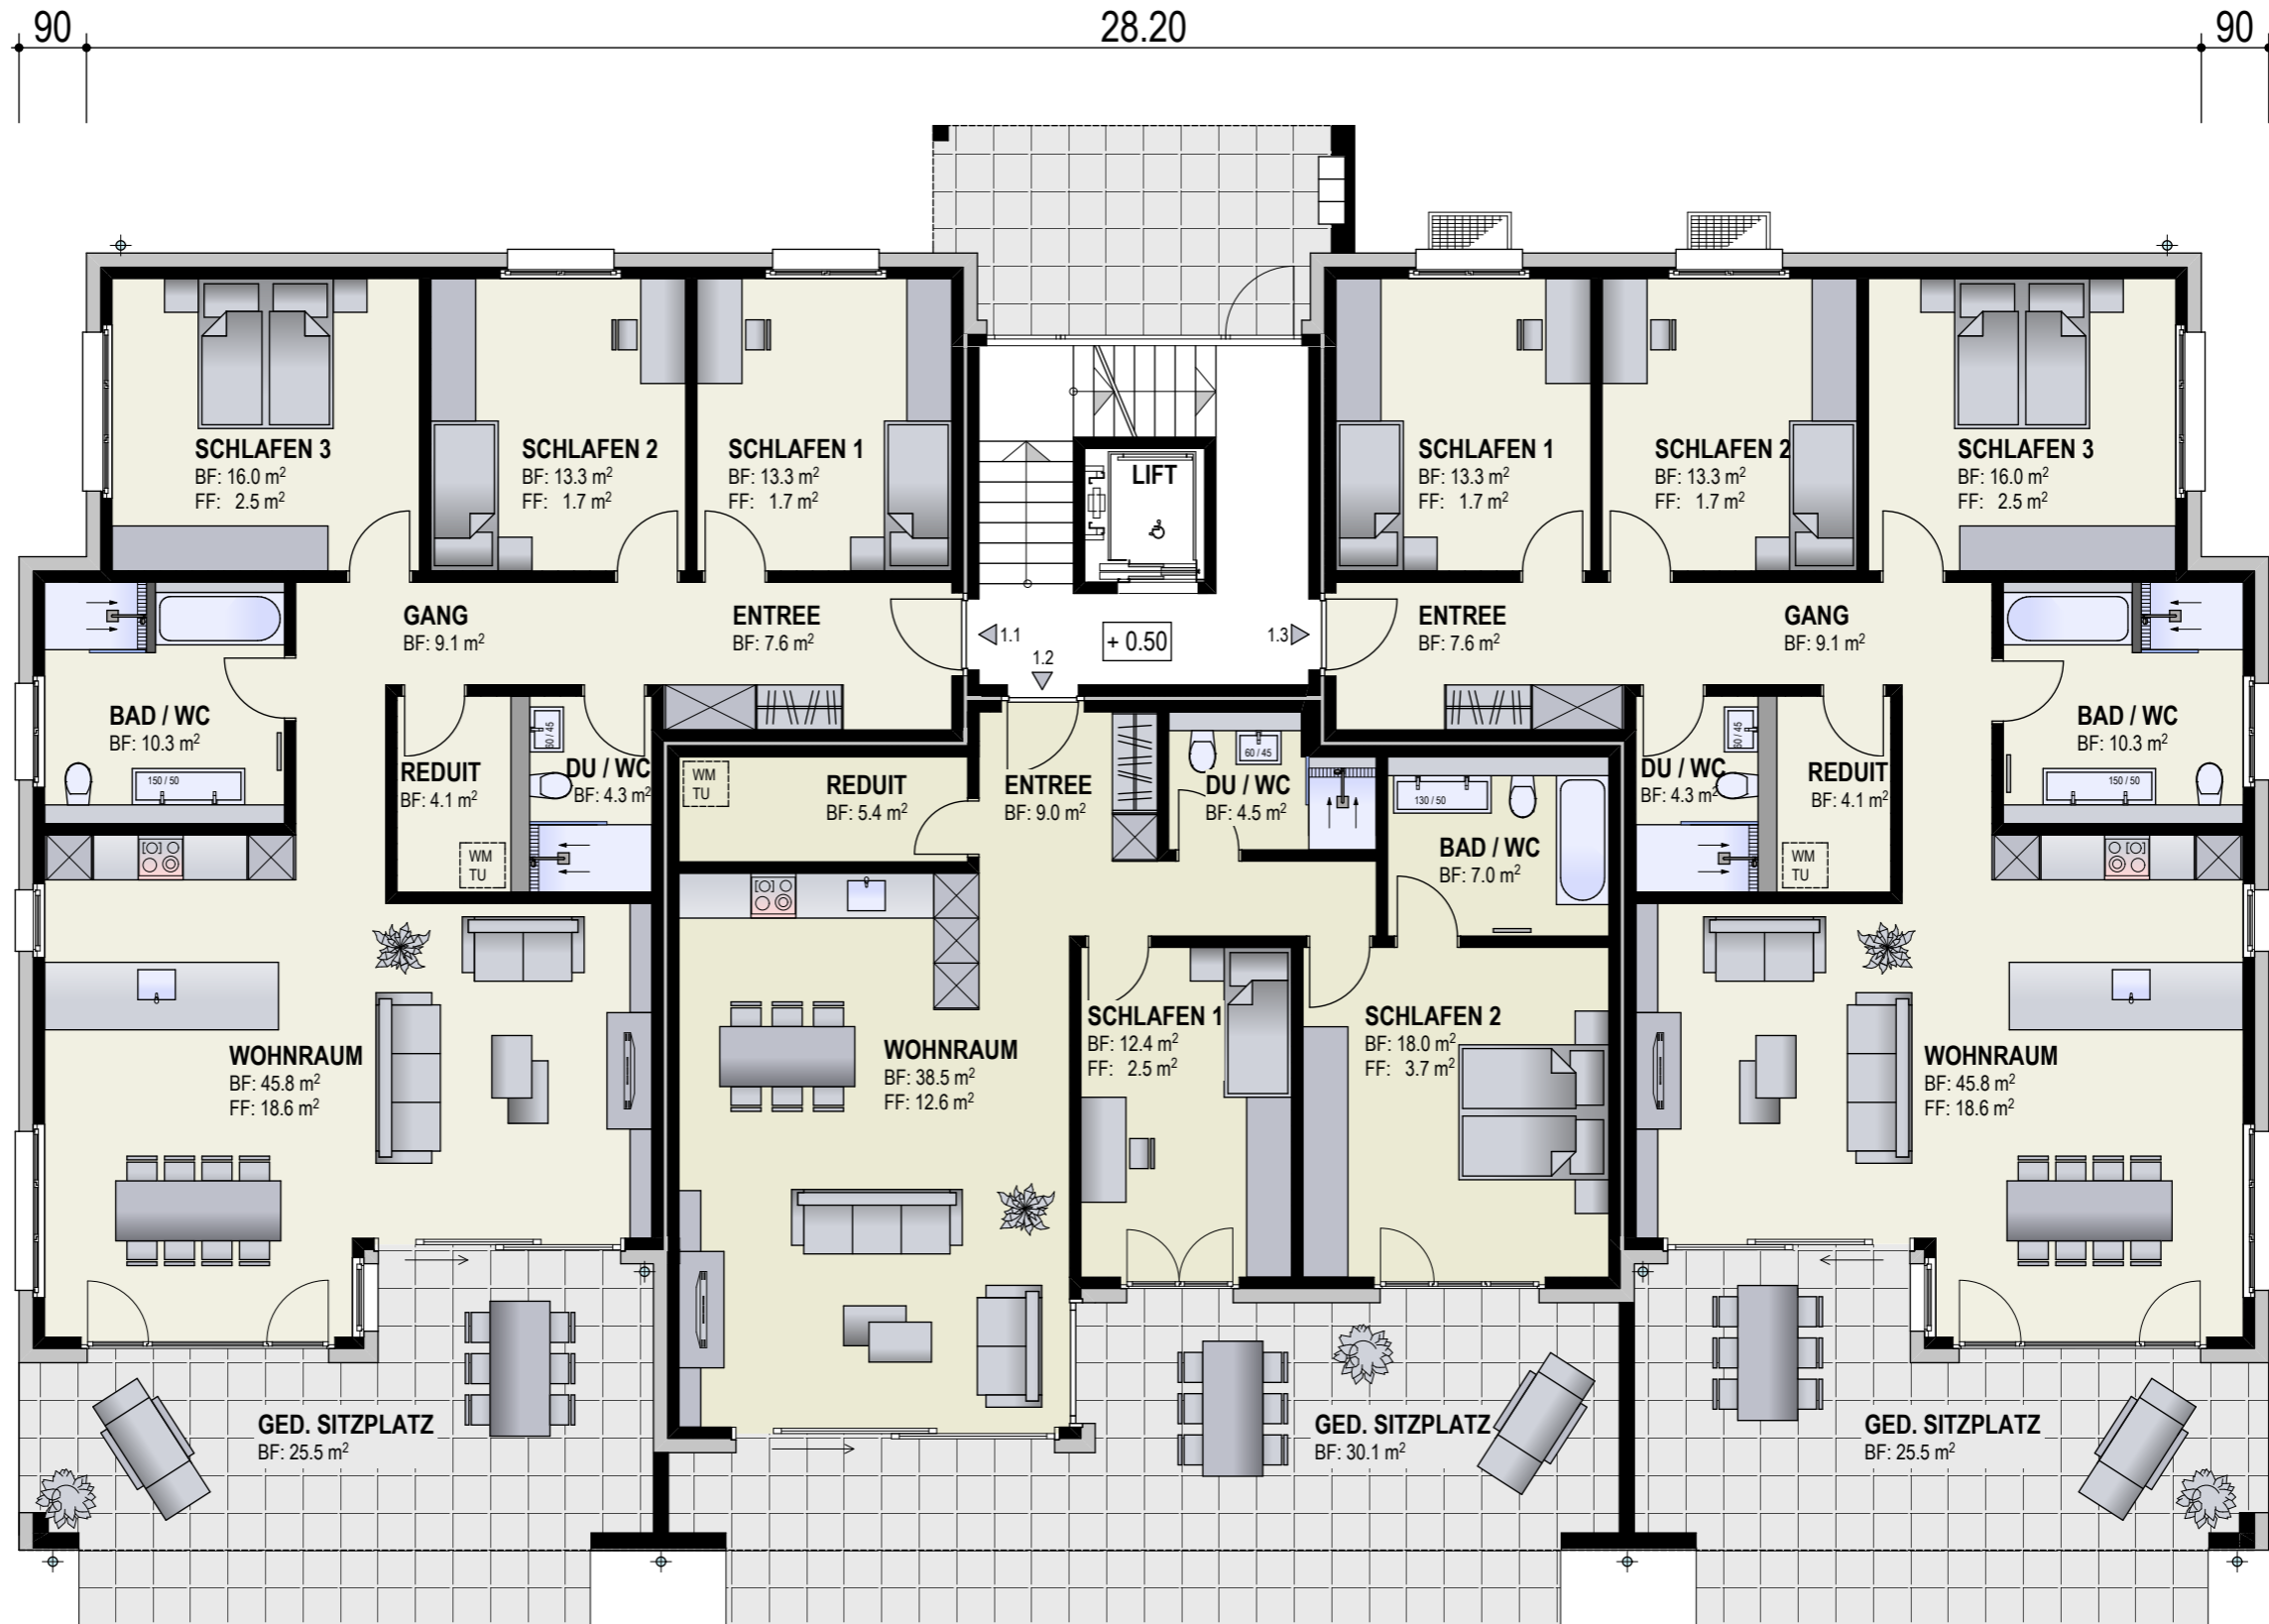 90
28.20
90
SCHLAFEN 3
BF: 16.0 m²
FF: 2.5 m²
SCHLAFEN 2
BF: 13.3 m²
FF: 1.7 m²
SCHLAFEN 1
BF: 13.3 m²
FF: 1.7 m²
LIFT
SCHLAFEN 1
BF: 13.3 m²
FF: 1.7 m²
SCHLAFEN 2
BF: 13.3 m²
FF: 1.7 m²
SCHLAFEN 3
BF: 16.0 m²
FF: 2.5 m²
GANG
BF: 9.1 m²
ENTREE
BF: 7.6 m²
1.1
1.2
+ 0.50
1.3
ENTREE
BF: 7.6 m²
GANG
BF: 9.1 m²
BAD / WC
BF: 10.3 m²
150 / 50
REDUIT
BF: 4.1 m²
WM
TU
60 / 45
DU / WC
BF: 4.3 m²
WM
TU
REDUIT
BF: 5.4 m²
ENTREE
BF: 9.0 m²
60 / 45
DU / WC
BF: 4.5 m²
130 / 50
BAD / WC
BF: 7.0 m²
60 / 45
DU / WC
BF: 4.3 m²
REDUIT
BF: 4.1 m²
WM
TU
BAD / WC
BF: 10.3 m²
150 / 50
WOHNRAUM
BF: 45.8 m²
FF: 18.6 m²
WOHNRAUM
BF: 38.5 m²
FF: 12.6 m²
SCHLAFEN 1
BF: 12.4 m²
FF: 2.5 m²
SCHLAFEN 2
BF: 18.0 m²
FF: 3.7 m²
WOHNRAUM
BF: 45.8 m²
FF: 18.6 m²
GED. SITZPLATZ
BF: 25.5 m²
GED. SITZPLATZ
BF: 30.1 m²
GED. SITZPLATZ
BF: 25.5 m²